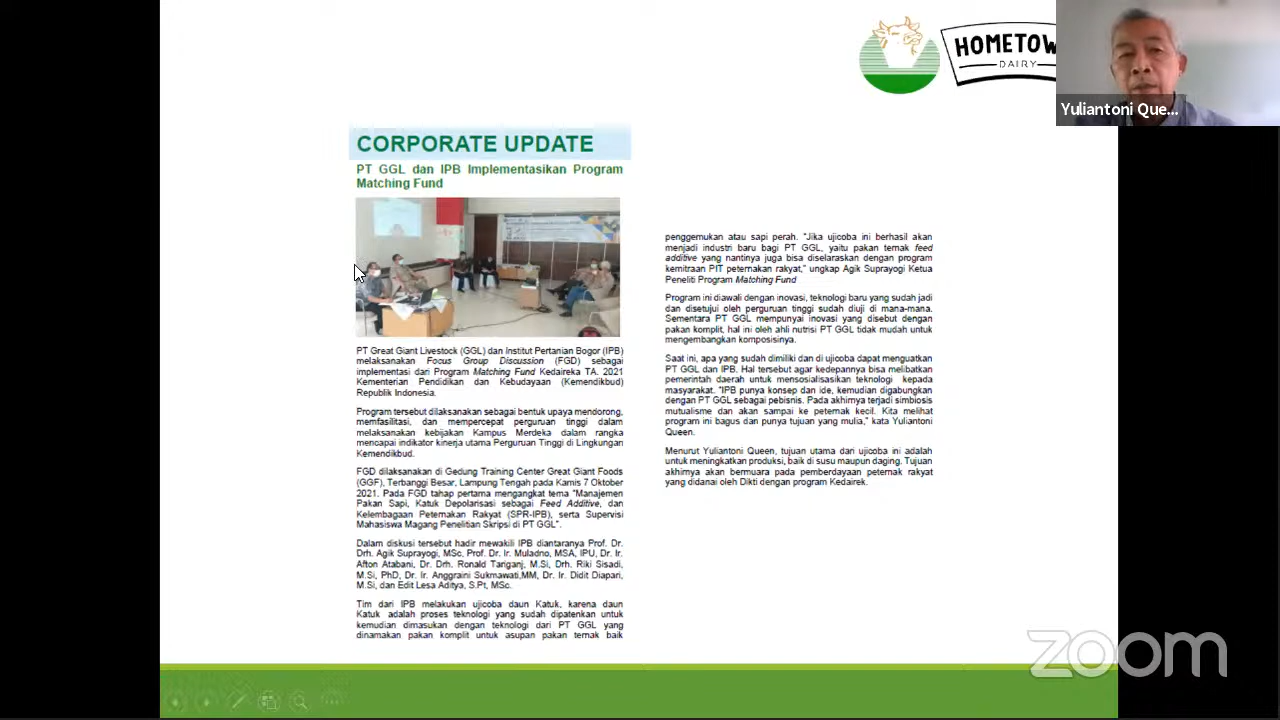 HOMETOW
DAIRY
Yuliantoni Que...
CORPORATE UPDATE
PT GGL dan IPB Implementasikan Program
Matching Fund
PT Great Giant Livestock (GGL) dan Institut Pertanian Bogor (IPB)
melaksanakan Focus Group Discussion (FGD) sebagai
implementasi dari Program Matching Fund Kedaireka TA. 2021
Kementerian Pendidikan dan Kebudayaan (Kemendikbud)
Republik Indonesia.
Program tersebut dilaksanakan sebagai bentuk upaya mendorong,
memfasilitasi, dan mempercepat perguruan tinggi dalam
melaksanakan kebijakan Kampus Merdeka dalam rangka
mencapai indikator kinerja utama Perguruan Tinggi di Lingkungan
Kemendikbud.
FGD dilaksanakan di Gedung Training Center Great Giant Foods
(GGF), Terbanggi Besar, Lampung Tengah pada Kamis 7 Oktober
2021. Pada FGD tahap pertama mengangkat tema "Manajemen
Pakan Sapi, Katuk Depolarisasi sebagai Feed Additive, dan
Kelembagaan Peternakan Rakyat (SPR-IPB), serta Supervisi
Mahasiswa Magang Penelitian Skripsi di PT GGL".
Dalam diskusi tersebut hadir mewakili IPB diantaranya Prof. Dr.
Drh. Agik Suprayogi, MSc, Prof. Dr. Ir. Muladno, MSA, IPU, Dr. Ir.
Afton Atabani, Dr. Drh. Ronald Tariganj, M.Si, Drh. Riki Sisadi,
M.Si, PhD, Dr. Ir. Anggraini Sukmawati,MM, Dr. Ir. Didit Diapari,
M.Si, dan Edit Lesa Aditya, S.Pt, MSc.
Tim dari IPB melakukan ujicoba daun Katuk, karena daun
Katuk adalah proses teknologi yang sudah dipatenkan untuk
kemudian dimasukan dengan teknologi dari PT GGL yang
dinamakan pakan komplit untuk asupan pakan ternak baik
penggemukan atau sapi perah. "Jika ujicoba ini berhasil akan
menjadi industri baru bagi PT GGL, yaitu pakan ternak feed
additive yang nantinya juga bisa diselaraskan dengan program
kemitraan PIT peternakan rakyat," ungkap Agik Suprayogi Ketua
Peneliti Program Matching Fund
Program ini diawali dengan inovasi, teknologi baru yang sudah jadi
dan disetujui oleh perguruan tinggi sudah diuji di mana-mana.
Sementara PT GGL mempunyai inovasi yang disebut dengan
pakan komplit, hal ini oleh ahli nutrisi PT GGL tidak mudah untuk
mengembangkan komposisinya.
Saat ini, apa yang sudah dimiliki dan di ujicoba dapat menguatkan
PT GGL dan IPB. Hal tersebut agar kedepannya bisa melibatkan
pemerintah daerah untuk mensosialisasikan teknologi kepada
masyarakat. "IPB punya konsep dan ide, kemudian digabungkan
dengan PT GGL sebagai pebisnis. Pada akhirnya terjadi simbiosis
mutualisme dan akan sampai ke peternak kecil. Kita melihat
program ini bagus dan punya tujuan yang mulia," kata Yuliantoni
Queen.
Menurut Yuliantoni Queen, tujuan utama dari ujicoba ini adalah
untuk meningkatkan produksi, baik di susu maupun daging. Tujuan
akhirnya akan bermuara pada pemberdayaan peternak rakyat
yang didanai oleh Dikti dengan program Kedairek.
zoom